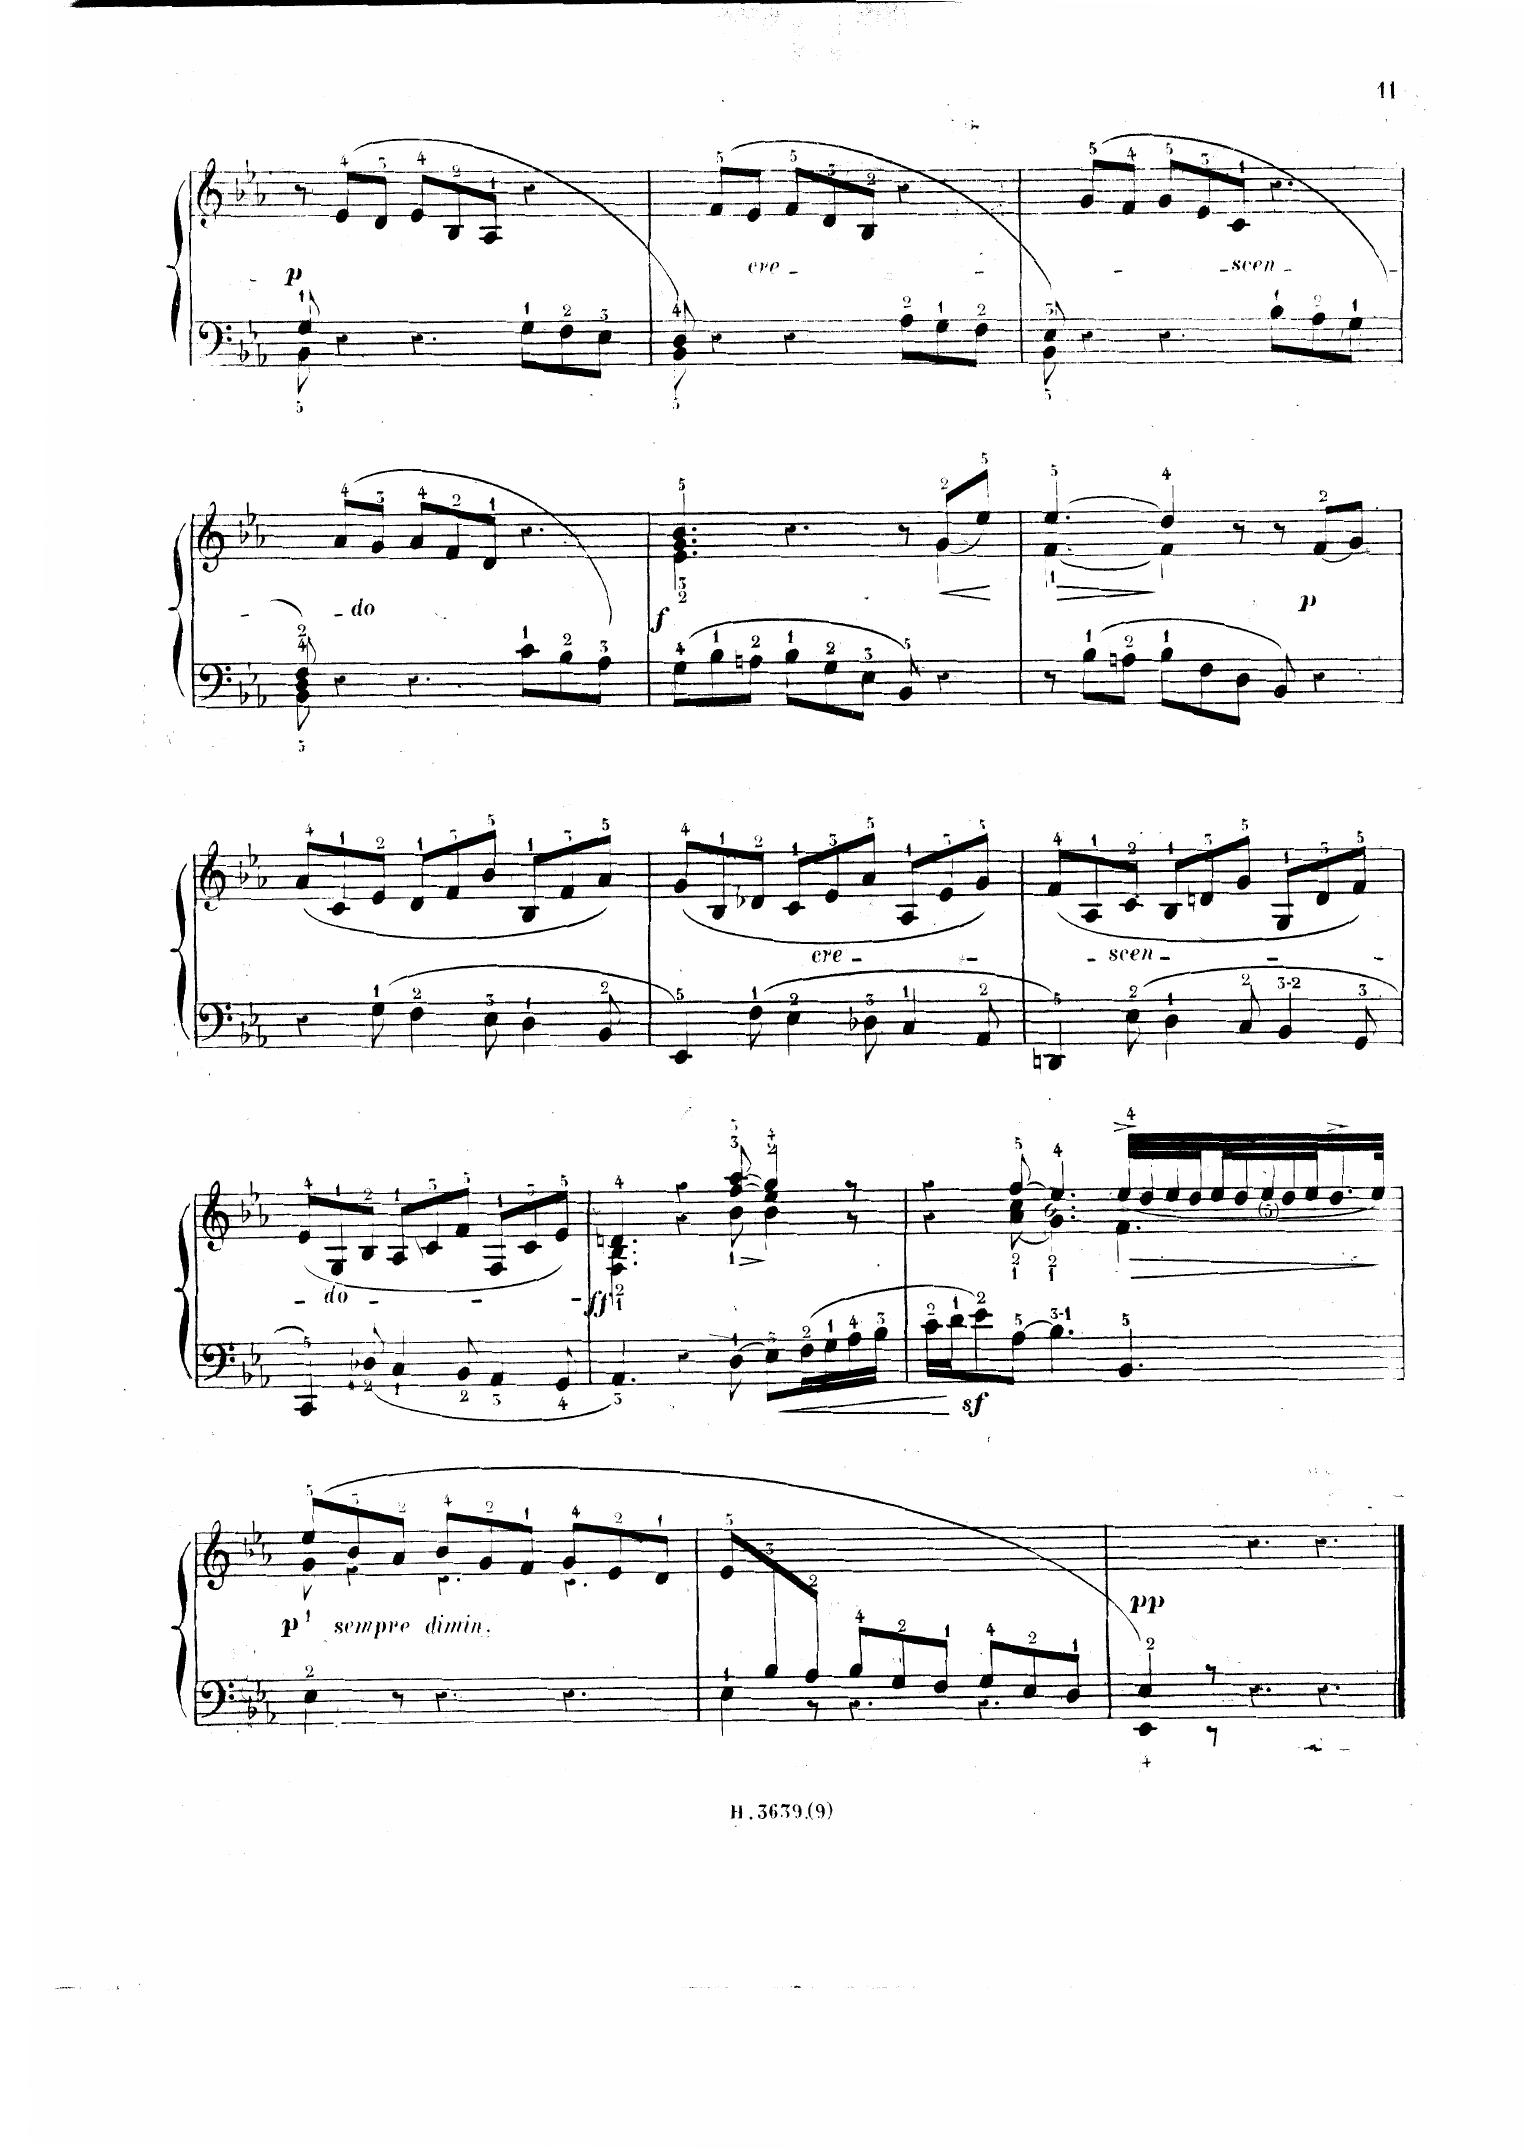 11
p cre - - - scen - -
- do f p
cre - - - scen - - -
- do - - - ff sf
p sempre dimin. pp
H. 3639. (9)